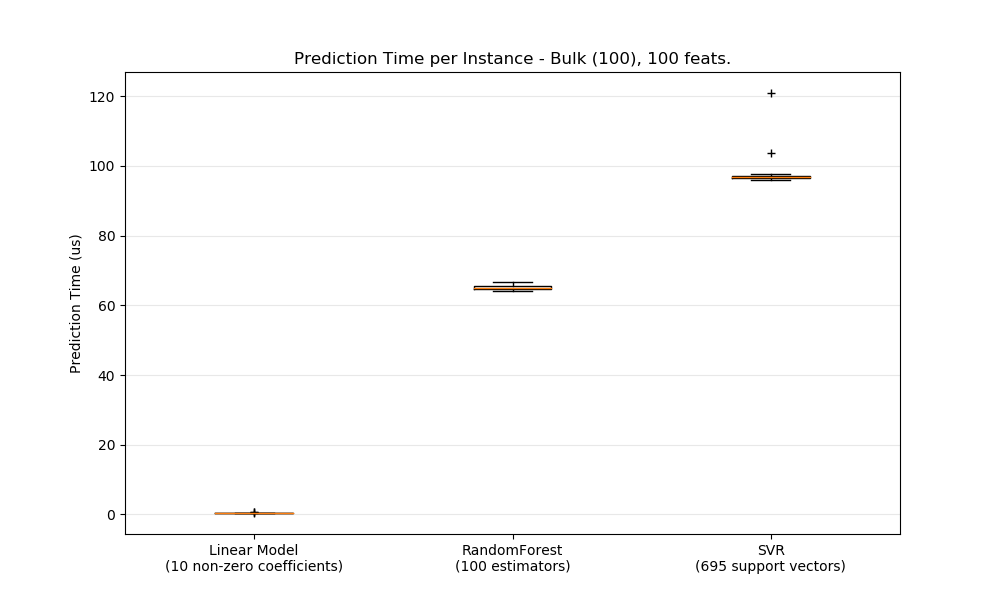 Prediction Time per Instance - Bulk (100), 100 feats.
Prediction Time (us)
120
100
80
60
40
20
0
Linear Model
(10 non-zero coefficients)
RandomForest
(100 estimators)
SVR
(695 support vectors)